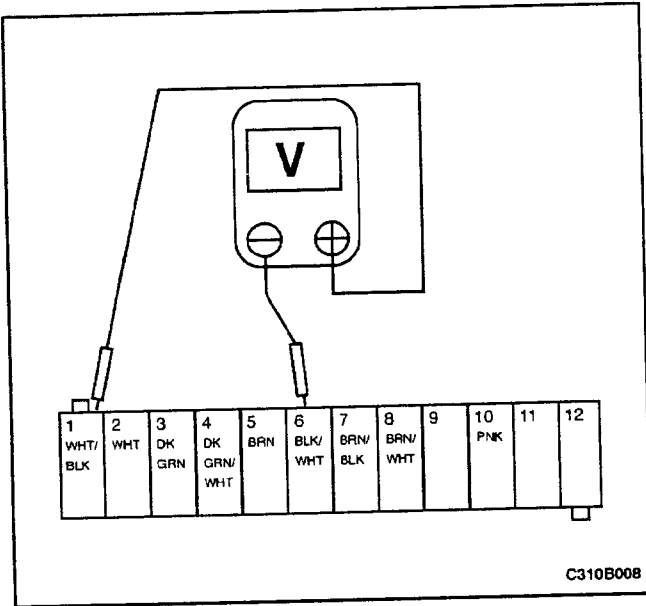 V
1 WHT/ BLK
2 WHT
3 DK GRN
4 DK GRN/ WHT
5 BRN
6 BLK/ WHT
7 BRN/ BLK
8 BRN/ WHT
9
10 PNK
11
12
C310B008